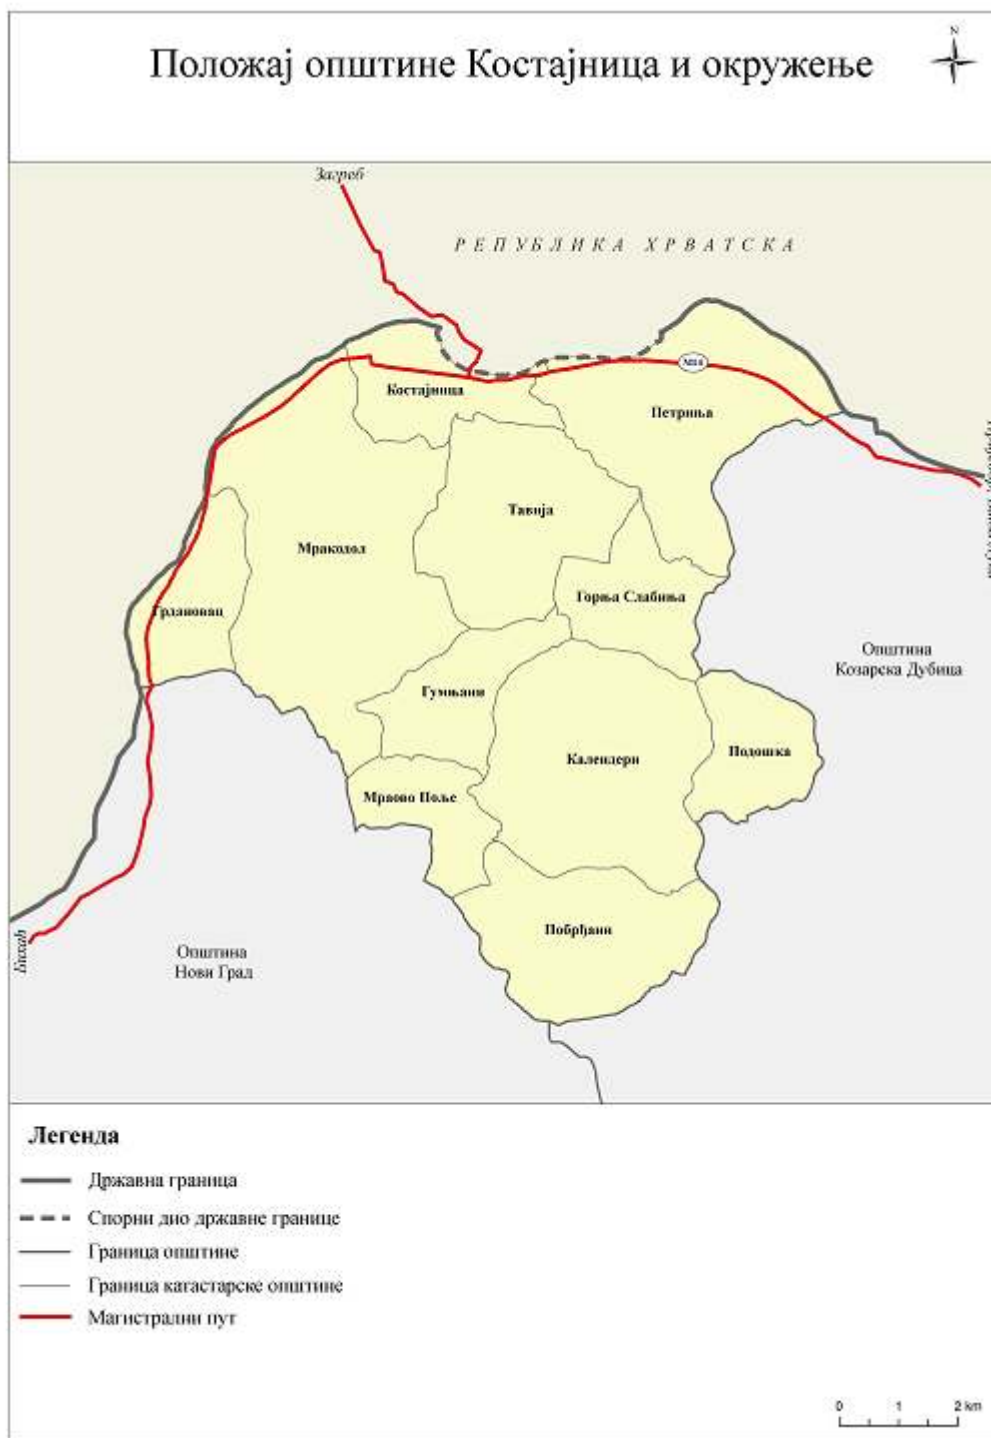 N
Положај општине Костајница и окружење
Загреб
РЕПУБЛИКА ХРВАТСКА
Костајница
Петриња
Тавија
Мракодол
Горња Слабиња
Грдановац
Општина
Козарска Дубица
Гумњани
Подошка
Календери
Мраово Поље
Побрђани
Бихаћ
Општина
Нови Град
Легенда
Државна граница
Спорни дио државне границе
Граница општине
Граница катастарске општине
Магистрални пут
0 1 2 km